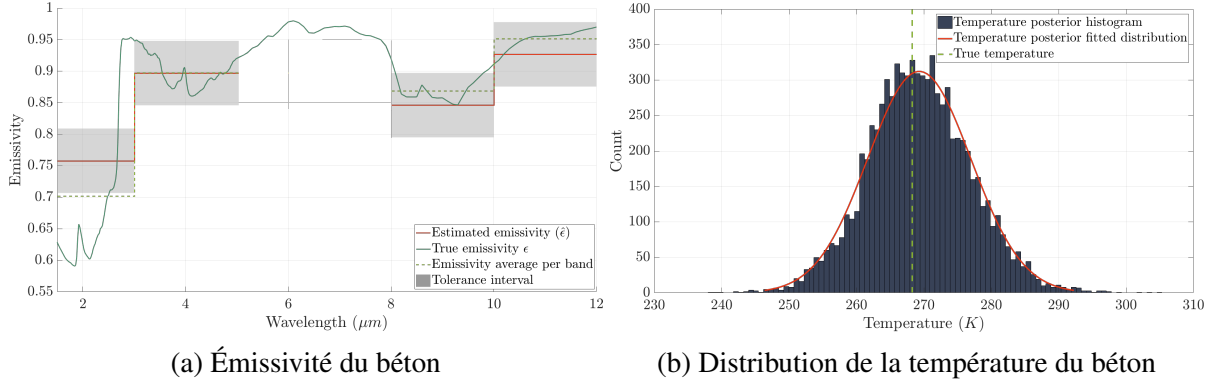 1
0.95
0.9
0.85
0.8
0.75
0.7
0.65
0.6
0.55
Emissivity
2
4
6
8
10
12
Wavelength (μm)
Estimated emissivity (ε̂)
True emissivity ϵ
Emissivity average per band
Tolerance interval
(a) Émissivité du béton
400
350
300
250
200
150
100
50
0
Count
230
240
250
260
270
280
290
300
310
Temperature (K)
Temperature posterior histogram
Temperature posterior fitted distribution
True temperature
(b) Distribution de la température du béton